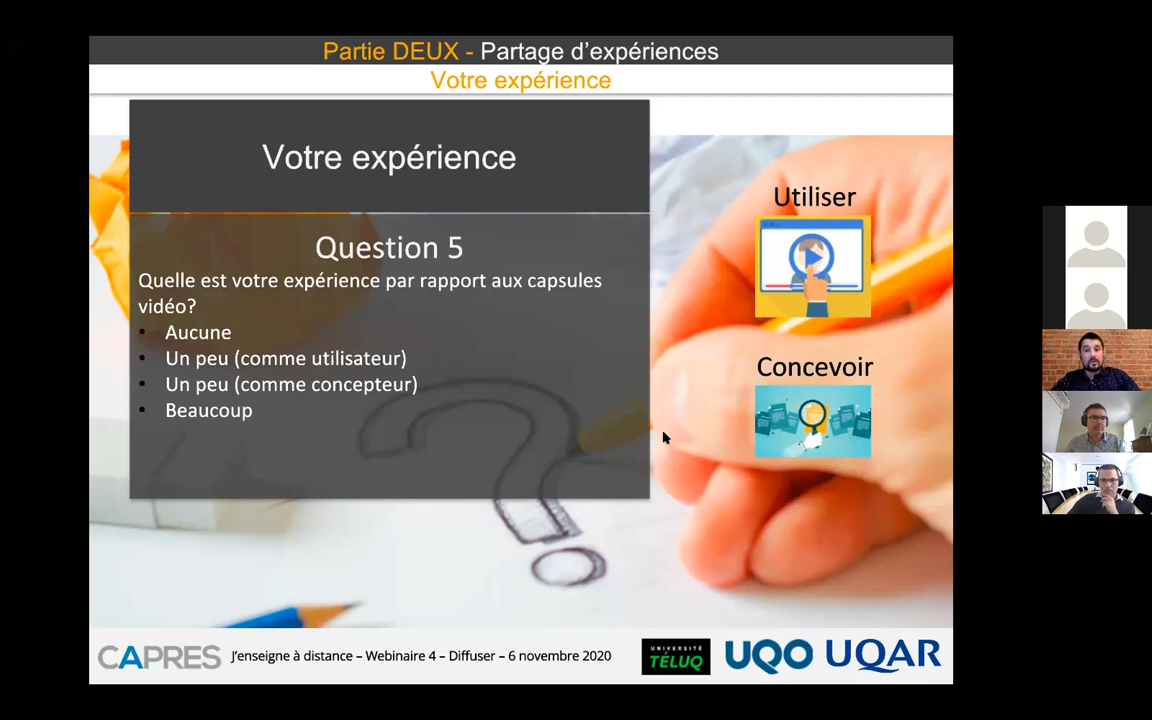 Partie DEUX - Partage d'expériences
Votre expérience
Votre expérience
Question 5
Quelle est votre expérience par rapport aux capsules
vidéo?
• Aucune
• Un peu (comme utilisateur)
• Un peu (comme concepteur)
• Beaucoup
Utiliser
Concevoir
CAPRES
J'enseigne à distance – Webinaire 4 – Diffuser – 6 novembre 2020
UNIVERSITÉ
TÉLUQ
UQO
UQAR